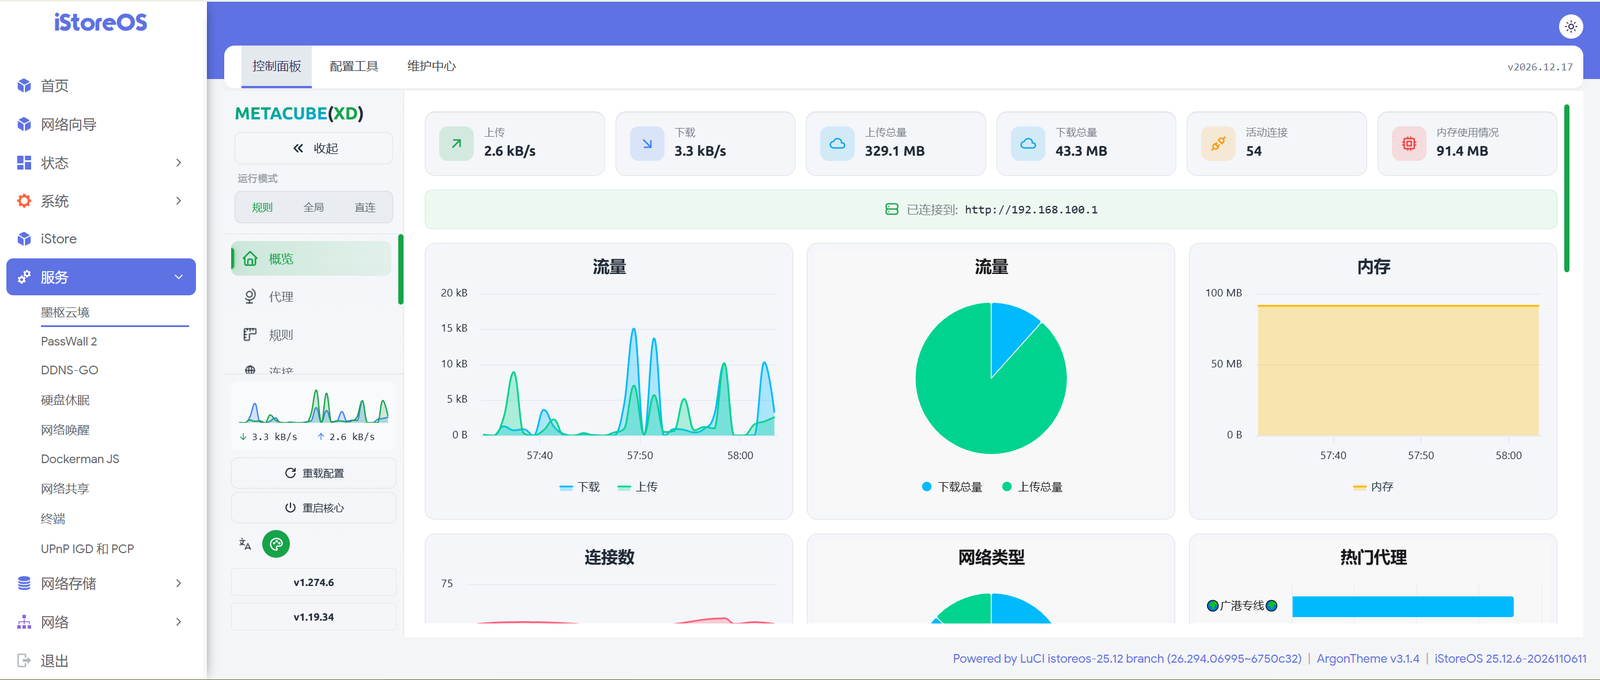 iStoreOS
首页
网络向导
状态
系统
iStore
服务
墨枢云境
PassWall 2
DDNS-GO
硬盘休眠
网络唤醒
Dockerman JS
网络共享
终端
UPnP IGD 和 PCP
网络存储
网络
退出
控制面板 配置工具 维护中心
v2026.12.17
METACUBE(XD)
收起
运行模式
规则 全局 直连
概览
代理
规则
连接
3.3 kB/s 2.6 kB/s
重载配置
重启核心
v1.274.6
v1.19.34
上传
2.6 kB/s
下载
3.3 kB/s
上传总量
329.1 MB
下载总量
43.3 MB
活动连接
54
内存使用情况
91.4 MB
已连接到: http://192.168.100.1
流量
20 kB
15 kB
10 kB
5 kB
0 B
57:40 57:50 58:00
下载 上传
流量
下载总量 上传总量
内存
100 MB
50 MB
0 B
57:40 57:50 58:00
内存
连接数
75
网络类型
热门代理
广港专线
Powered by LuCI istoreos-25.12 branch (26.294.06995~6750c32) | ArgonTheme v3.1.4 | iStoreOS 25.12.6-2026110611